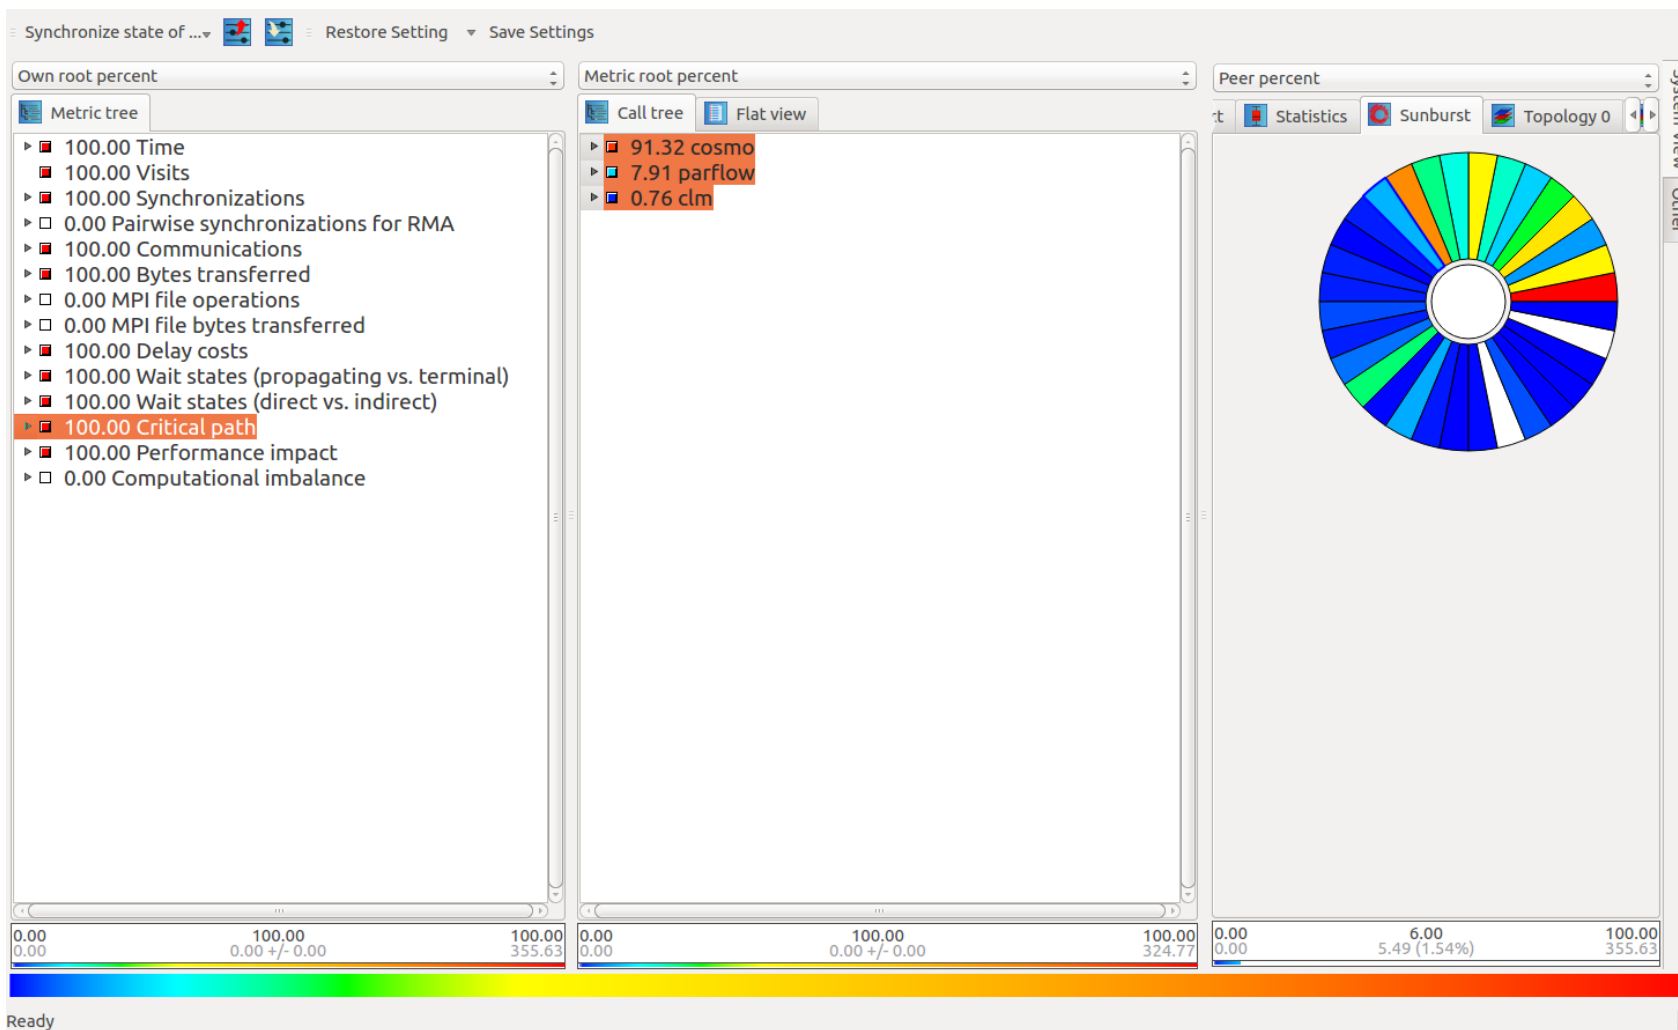 Synchronize state of ... Restore Setting Save Settings
Own root percent
Metric tree
100.00 Time
100.00 Visits
100.00 Synchronizations
0.00 Pairwise synchronizations for RMA
100.00 Communications
100.00 Bytes transferred
0.00 MPI file operations
0.00 MPI file bytes transferred
100.00 Delay costs
100.00 Wait states (propagating vs. terminal)
100.00 Wait states (direct vs. indirect)
100.00 Critical path
100.00 Performance impact
0.00 Computational imbalance
0.00 100.00 100.00
0.00 0.00 +/- 0.00 355.63
Metric root percent
Call tree Flat view
91.32 cosmo
7.91 parflow
0.76 clm
0.00 100.00 100.00
0.00 0.00 +/- 0.00 324.77
Peer percent
Statistics Sunburst Topology 0
0.00 6.00 100.00
0.00 5.49 (1.54%) 355.63
System View
Other
Ready